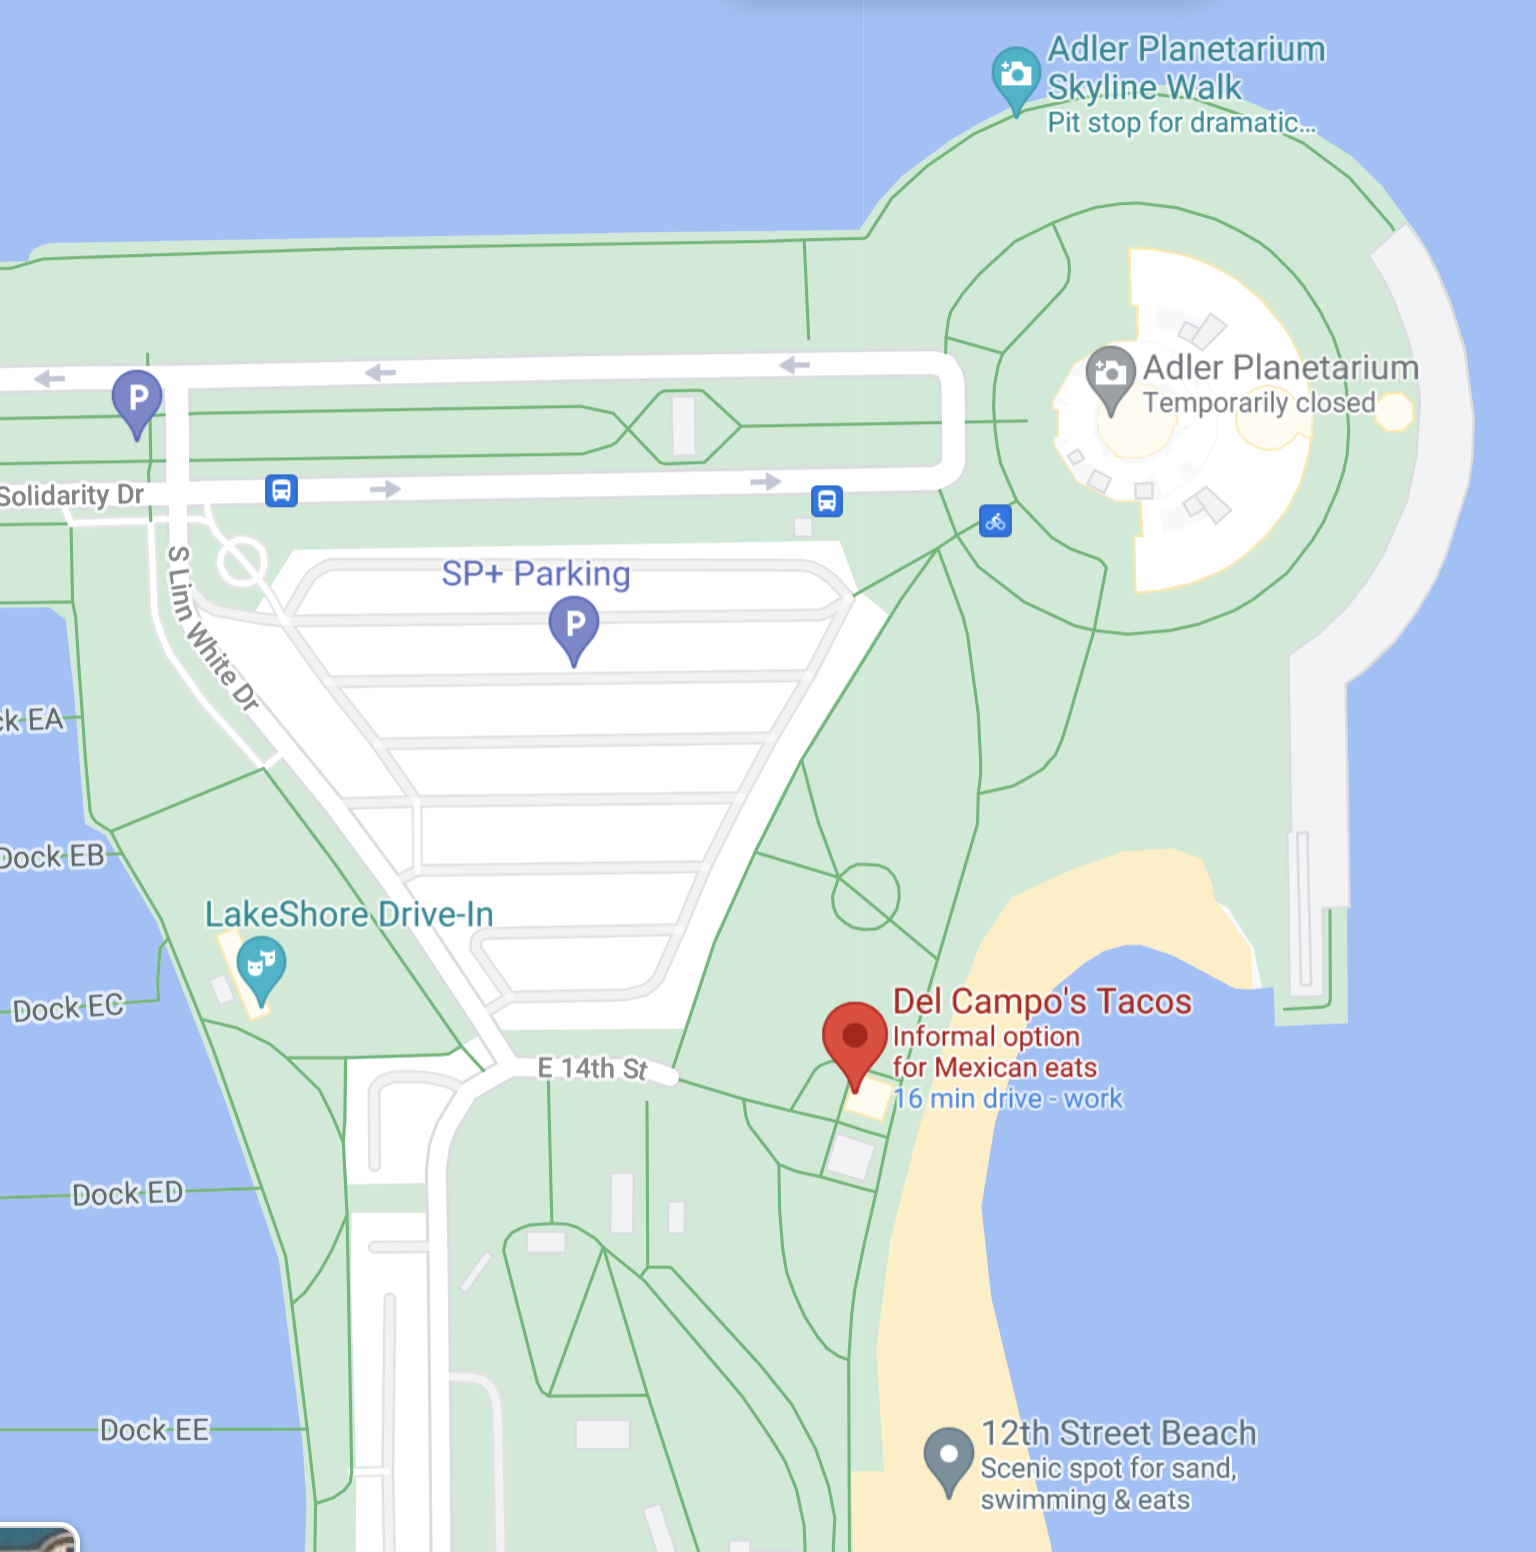 Adler Planetarium
Skyline Walk
Pit stop for dramatic...
Adler Planetarium
Temporarily closed
P
Solidarity Dr
S Linn White Dr
SP+ Parking
P
ck EA
Dock EB
LakeShore Drive-In
Dock EC
Del Campo's Tacos
Informal option
for Mexican eats
16 min drive - work
E 14th St
Dock ED
Dock EE
12th Street Beach
Scenic spot for sand,
swimming & eats